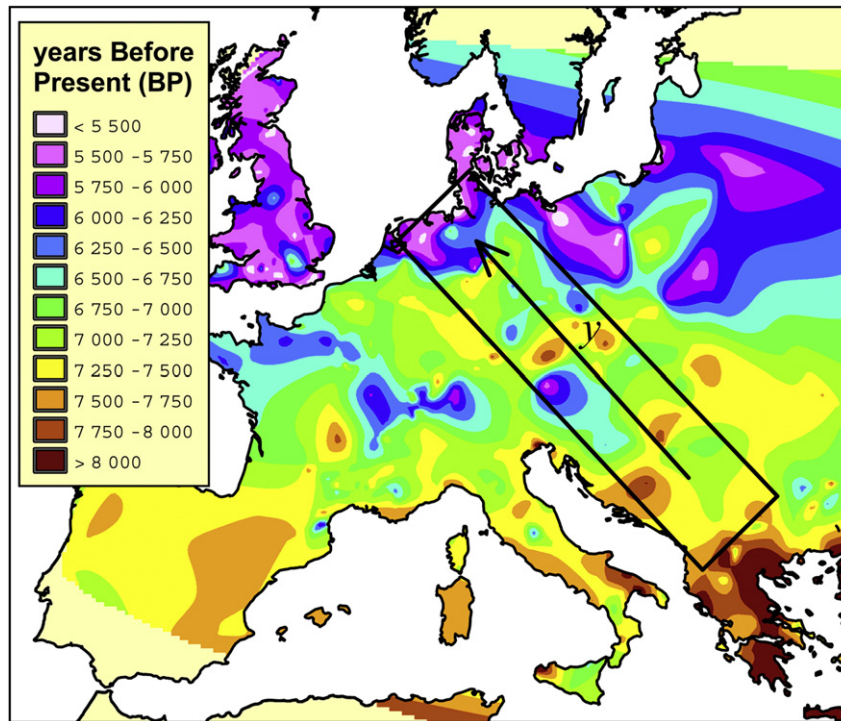 years Before
Present (BP)
< 5 500
5 500 –5 750
5 750 –6 000
6 000 –6 250
6 250 –6 500
6 500 –6 750
6 750 –7 000
7 000 –7 250
7 250 –7 500
7 500 –7 750
7 750 –8 000
> 8 000
y